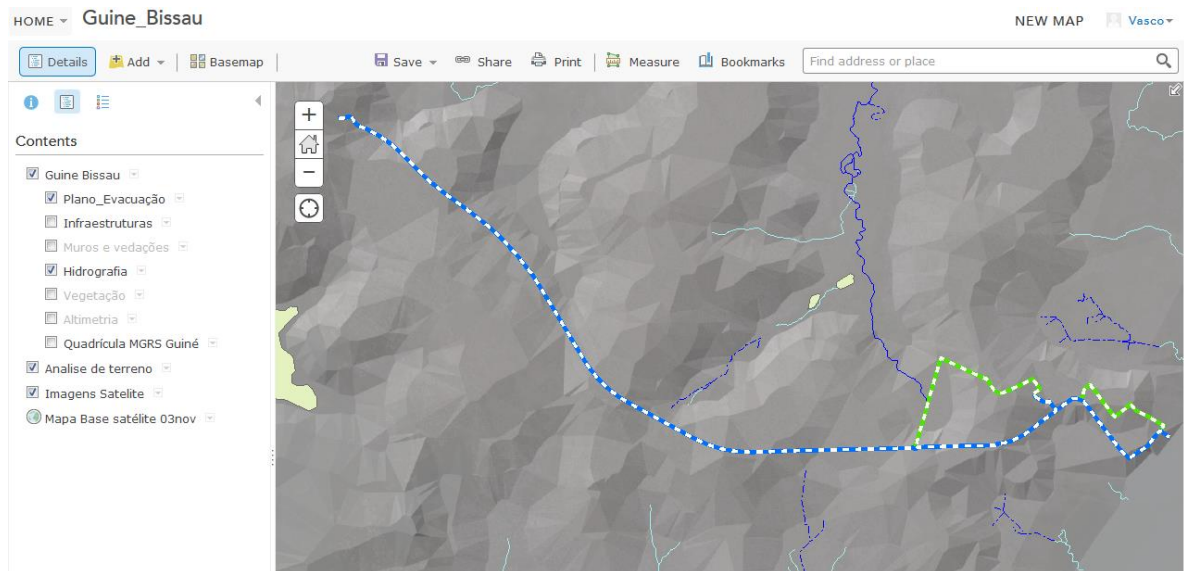 HOME Guine_Bissau NEW MAP Vasco
Details Add Basemap Save Share Print Measure Bookmarks Find address or place
Contents
Guine Bissau
Plano_Evacuação
Infraestruturas
Muros e vedações
Hidrografia
Vegetação
Altimetria
Quadrícula MGRS Guiné
Analise de terreno
Imagens Satelite
Mapa Base satélite 03nov